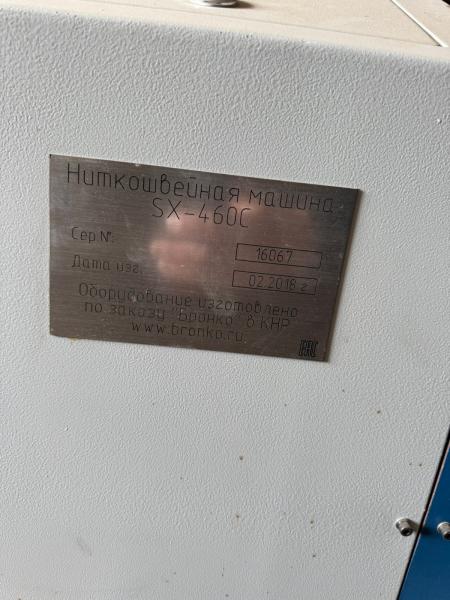 Ниткошвейная машина
SX-460C
Сер.№: 16067
Дата изг. 02.2018 г
Оборудование изготовлено
по заказу "Бронко" в КНР
www.bronko.ru
EAC